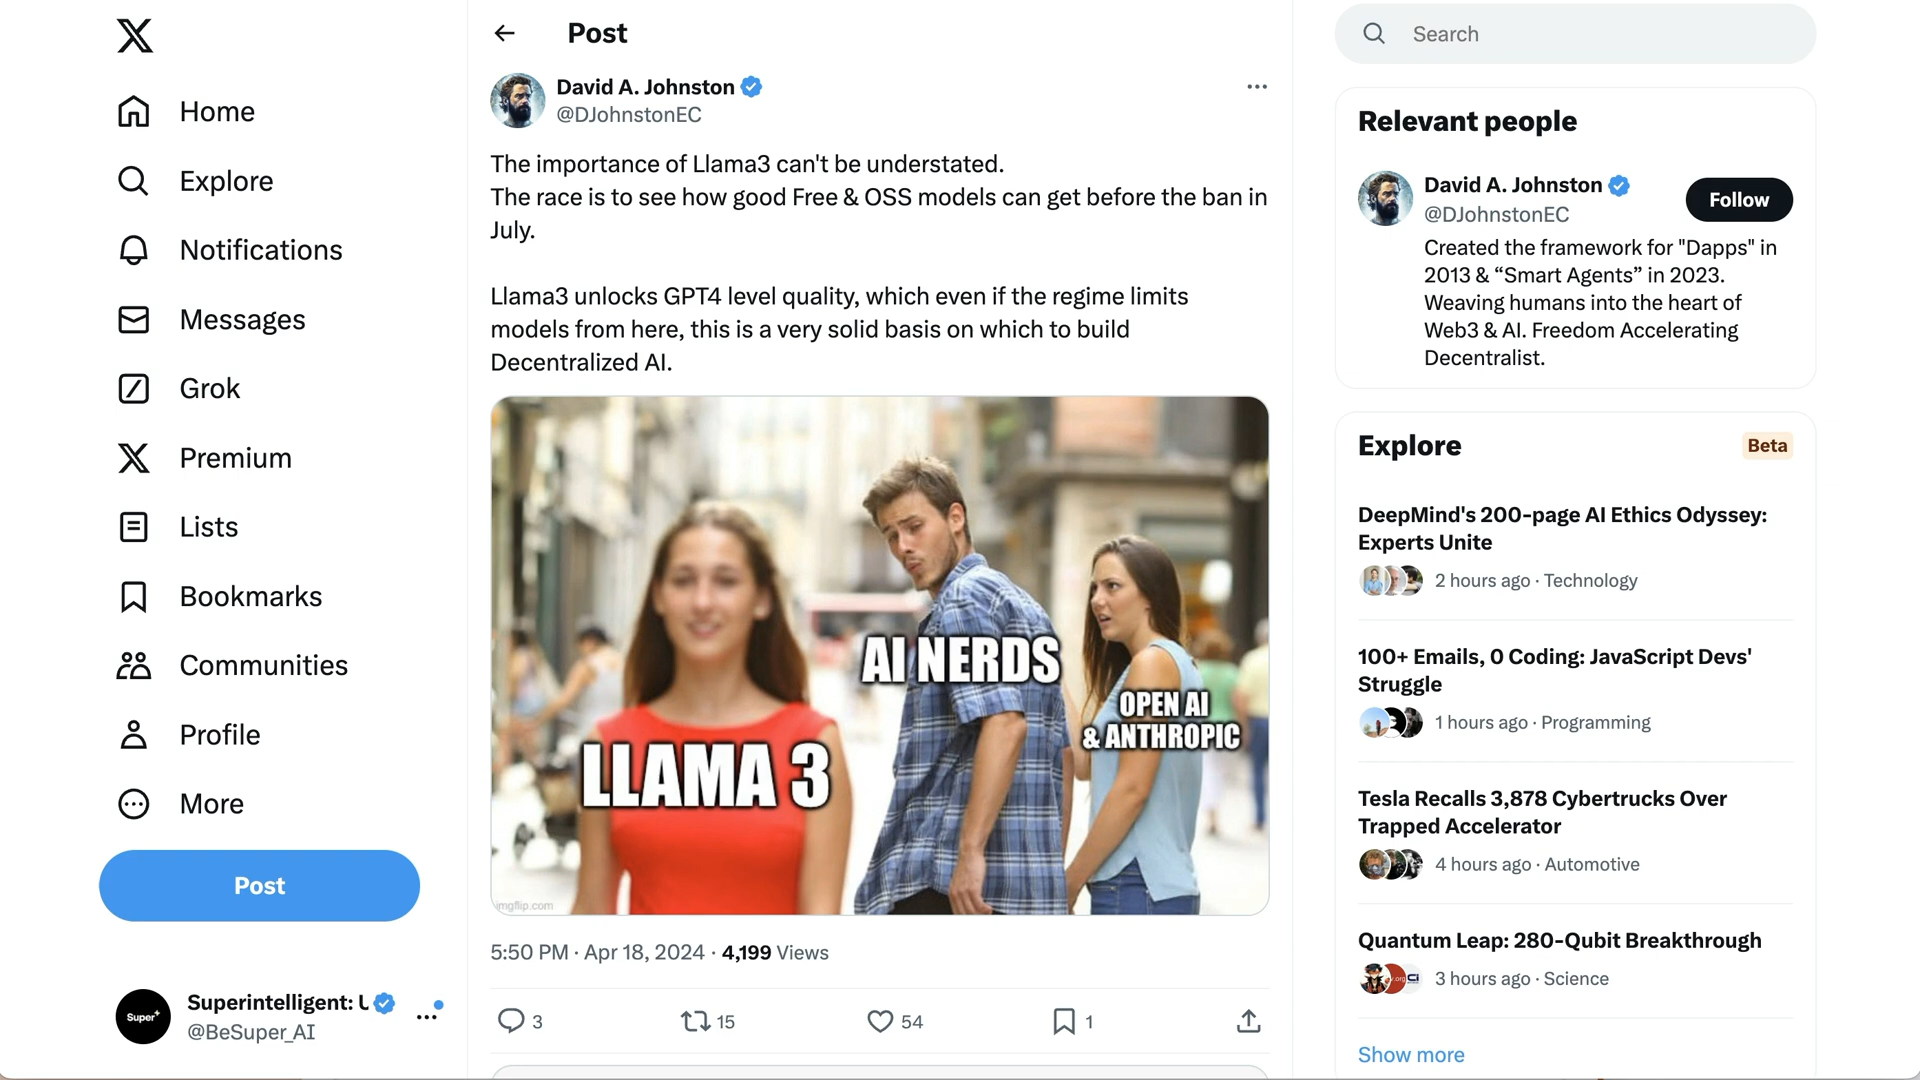 Home
Explore
Notifications
Messages
Grok
Premium
Lists
Bookmarks
Communities
Profile
More
Post
Super+
Superintelligent: U
@BeSuper_AI
Post
David A. Johnston
@DJohnstonEC
The importance of Llama3 can't be understated.
The race is to see how good Free & OSS models can get before the ban in
July.
Llama3 unlocks GPT4 level quality, which even if the regime limits
models from here, this is a very solid basis on which to build
Decentralized AI.
AI NERDS
OPEN AI
& ANTHROPIC
LLAMA 3
imgflip.com
5:50 PM · Apr 18, 2024 · 4,199 Views
3
15
54
1
Search
Relevant people
David A. Johnston
@DJohnstonEC
Follow
Created the framework for "Dapps" in
2013 & “Smart Agents” in 2023.
Weaving humans into the heart of
Web3 & AI. Freedom Accelerating
Decentralist.
Explore
Beta
DeepMind's 200-page AI Ethics Odyssey:
Experts Unite
2 hours ago · Technology
100+ Emails, 0 Coding: JavaScript Devs'
Struggle
1 hours ago · Programming
Tesla Recalls 3,878 Cybertrucks Over
Trapped Accelerator
4 hours ago · Automotive
Quantum Leap: 280-Qubit Breakthrough
3 hours ago · Science
Show more